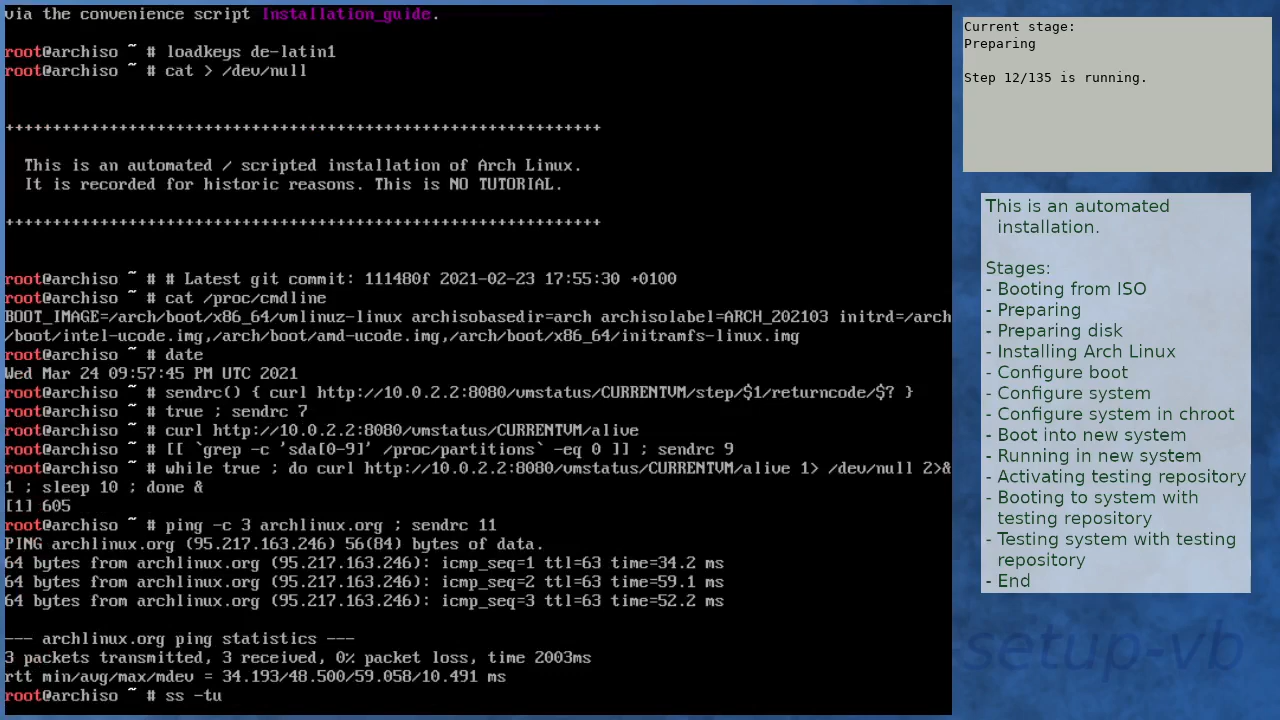 via the convenience script Installation_guide.
root@archiso ~ # loadkeys de-latin1
root@archiso ~ # cat > /dev/null
+++++++++++++++++++++++++++++++++++++++++++++++++++++++++++++++
This is an automated / scripted installation of Arch Linux.
It is recorded for historic reasons. This is NO TUTORIAL.
+++++++++++++++++++++++++++++++++++++++++++++++++++++++++++++++
root@archiso ~ # # Latest git commit: 111480f 2021-02-23 17:55:30 +0100
root@archiso ~ # cat /proc/cmdline
BOOT_IMAGE=/arch/boot/x86_64/vmlinuz-linux archisobasedir=arch archisolabel=ARCH_202103 initrd=/arch
/boot/intel-ucode.img,/arch/boot/amd-ucode.img,/arch/boot/x86_64/initramfs-linux.img
root@archiso ~ # date
Wed Mar 24 09:57:45 PM UTC 2021
root@archiso ~ # sendrc() { curl http://10.0.2.2:8080/vmstatus/CURRENTVM/step/$1/returncode/$? }
root@archiso ~ # true ; sendrc 7
root@archiso ~ # curl http://10.0.2.2:8080/vmstatus/CURRENTVM/alive
root@archiso ~ # [[ `grep -c 'sda[0-9]' /proc/partitions` -eq 0 ]] ; sendrc 9
root@archiso ~ # while true ; do curl http://10.0.2.2:8080/vmstatus/CURRENTVM/alive 1> /dev/null 2>&
1 ; sleep 10 ; done &
[1] 605
root@archiso ~ # ping -c 3 archlinux.org ; sendrc 11
PING archlinux.org (95.217.163.246) 56(84) bytes of data.
64 bytes from archlinux.org (95.217.163.246): icmp_seq=1 ttl=63 time=34.2 ms
64 bytes from archlinux.org (95.217.163.246): icmp_seq=2 ttl=63 time=59.1 ms
64 bytes from archlinux.org (95.217.163.246): icmp_seq=3 ttl=63 time=52.2 ms
--- archlinux.org ping statistics ---
3 packets transmitted, 3 received, 0% packet loss, time 2003ms
rtt min/avg/max/mdev = 34.193/48.500/59.058/10.491 ms
root@archiso ~ # ss -tu
Current stage:
Preparing
Step 12/135 is running.
This is an automated
installation.
Stages:
- Booting from ISO
- Preparing
- Preparing disk
- Installing Arch Linux
- Configure boot
- Configure system
- Configure system in chroot
- Boot into new system
- Running in new system
- Activating testing repository
- Booting to system with
testing repository
- Testing system with testing
repository
- End
-setup-vb